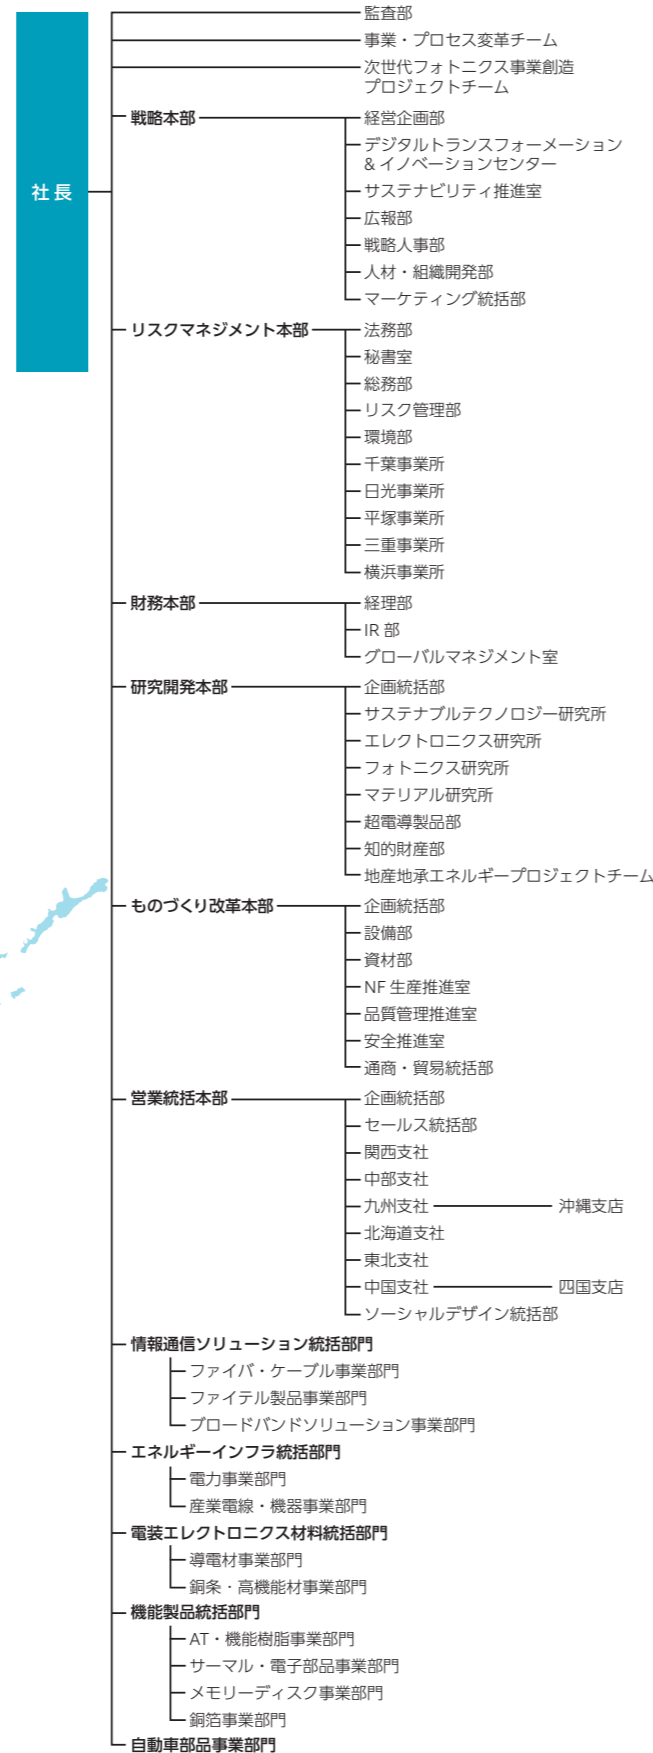 社長
監査部
事業・プロセス変革チーム
次世代フォトニクス事業創造
プロジェクトチーム
戦略本部
経営企画部
デジタルトランスフォーメーション
& イノベーションセンター
サステナビリティ推進室
広報部
戦略人事部
人材・組織開発部
マーケティング統括部
リスクマネジメント本部
法務部
秘書室
総務部
リスク管理部
環境部
千葉事業所
日光事業所
平塚事業所
三重事業所
横浜事業所
財務本部
経理部
IR 部
グローバルマネジメント室
研究開発本部
企画統括部
サステナブルテクノロジー研究所
エレクトロニクス研究所
フォトニクス研究所
マテリアル研究所
超電導製品部
知的財産部
地産地承エネルギープロジェクトチーム
ものづくり改革本部
企画統括部
設備部
資材部
NF 生産推進室
品質管理推進室
安全推進室
通商・貿易統括部
営業統括本部
企画統括部
セールス統括部
関西支社
中部支社
九州支社 沖縄支店
北海道支社
東北支社
中国支社 四国支店
ソーシャルデザイン統括部
情報通信ソリューション統括部門
ファイバ・ケーブル事業部門
ファイテル製品事業部門
ブロードバンドソリューション事業部門
エネルギーインフラ統括部門
電力事業部門
産業電線・機器事業部門
電装エレクトロニクス材料統括部門
導電材事業部門
銅条・高機能材事業部門
機能製品統括部門
AT・機能樹脂事業部門
サーマル・電子部品事業部門
メモリーディスク事業部門
銅箔事業部門
自動車部品事業部門